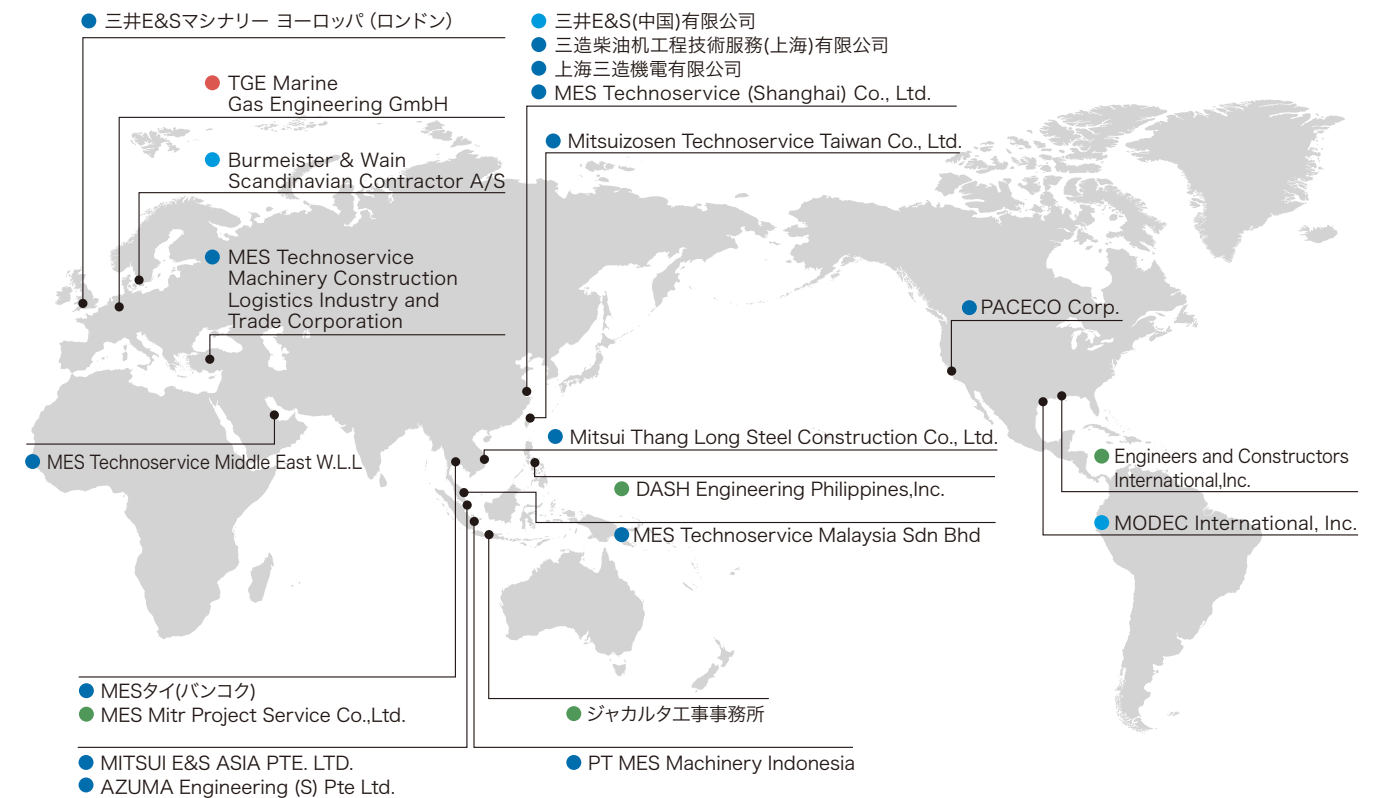 三井E&Sマシナリー ヨーロッパ（ロンドン）
TGE Marine
Gas Engineering GmbH
Burmeister & Wain
Scandinavian Contractor A/S
MES Technoservice
Machinery Construction
Logistics Industry and
Trade Corporation
MES Technoservice Middle East W.L.L
三井E&S(中国)有限公司
三造柴油机工程技術服務(上海)有限公司
上海三造機電有限公司
MES Technoservice (Shanghai) Co., Ltd.
Mitsuizosen Technoservice Taiwan Co., Ltd.
PACECO Corp.
Mitsui Thang Long Steel Construction Co., Ltd.
DASH Engineering Philippines,Inc.
MES Technoservice Malaysia Sdn Bhd
Engineers and Constructors
International,Inc.
MODEC International, Inc.
MESタイ(バンコク)
MES Mitr Project Service Co.,Ltd.
ジャカルタ工事事務所
MITSUI E&S ASIA PTE. LTD.
AZUMA Engineering (S) Pte Ltd.
PT MES Machinery Indonesia